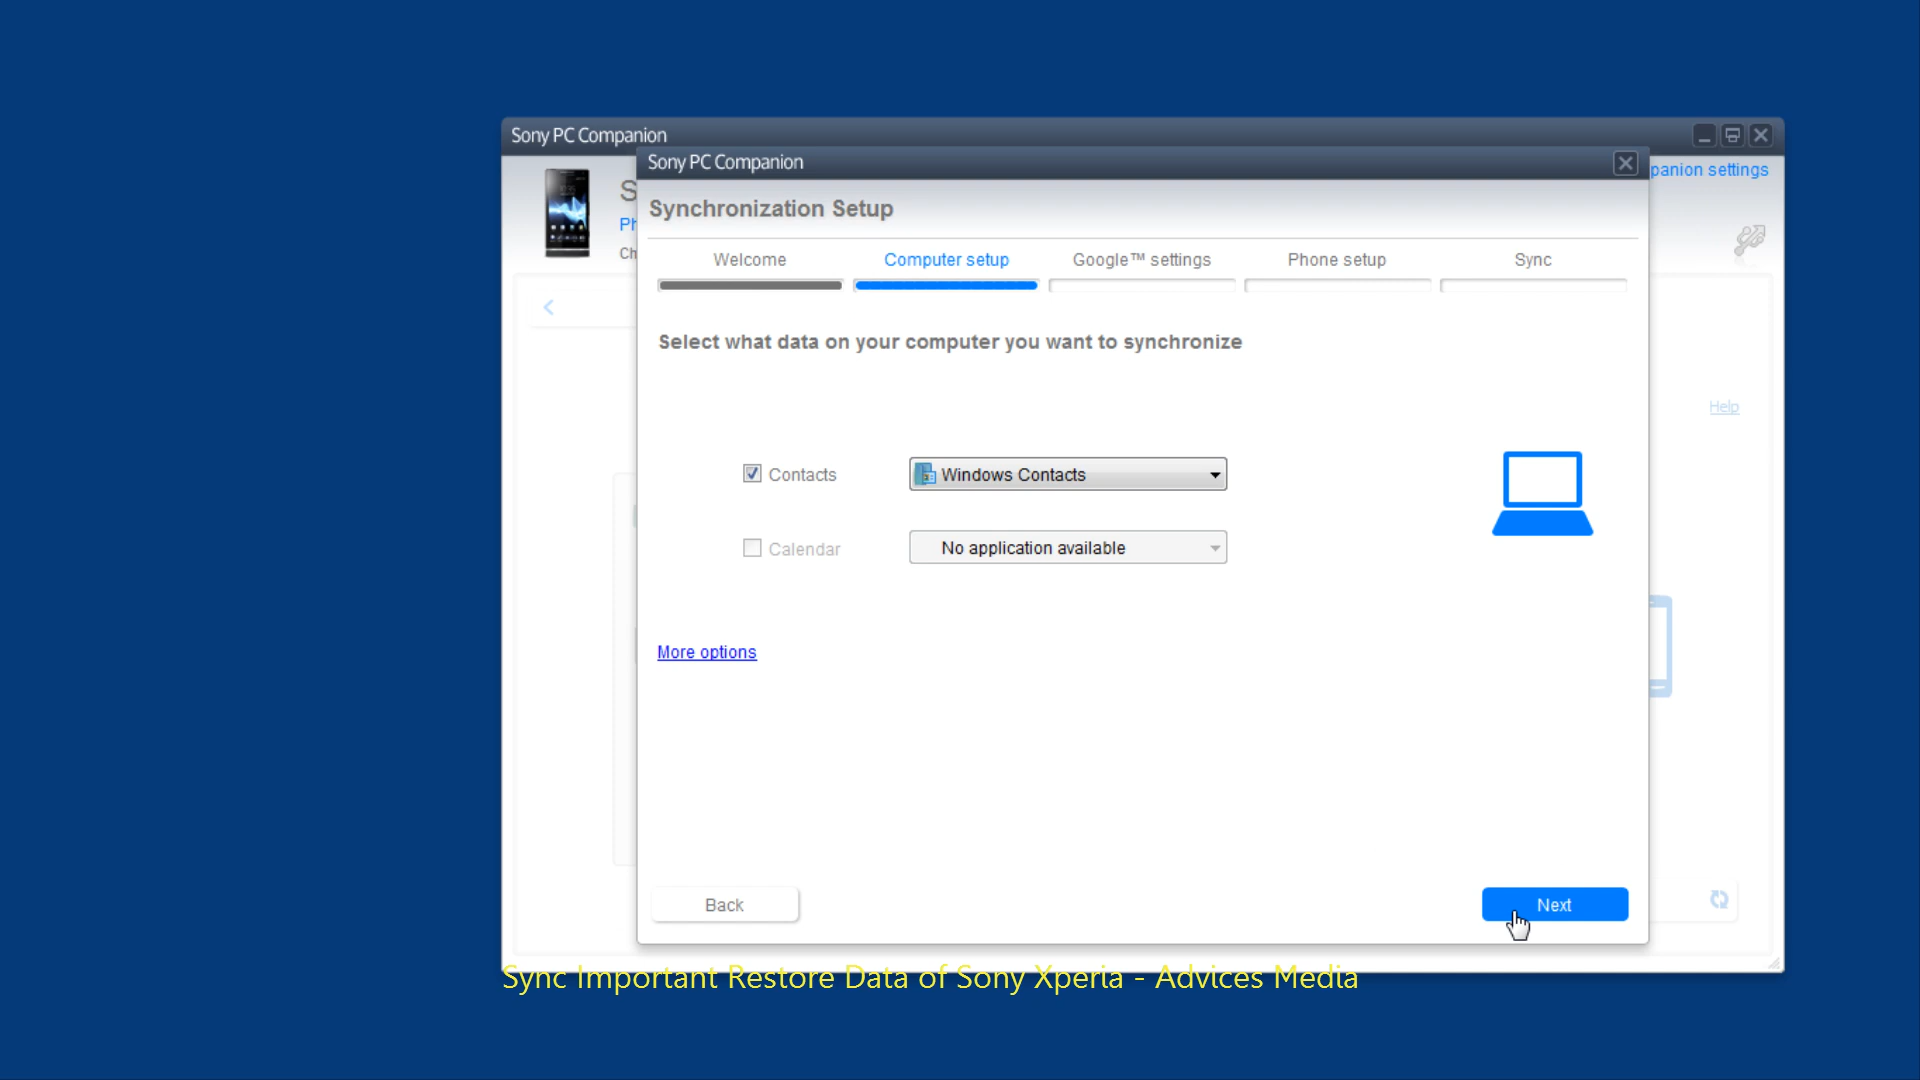 Sony PC Companion
Sony PC Companion
panion settings
Synchronization Setup
Welcome
Computer setup
Google™ settings
Phone setup
Sync
Select what data on your computer you want to synchronize
Help
Contacts
Windows Contacts
Calendar
No application available
More options
Back
Next
Sync Important Restore Data of Sony Xperia - Advices Media